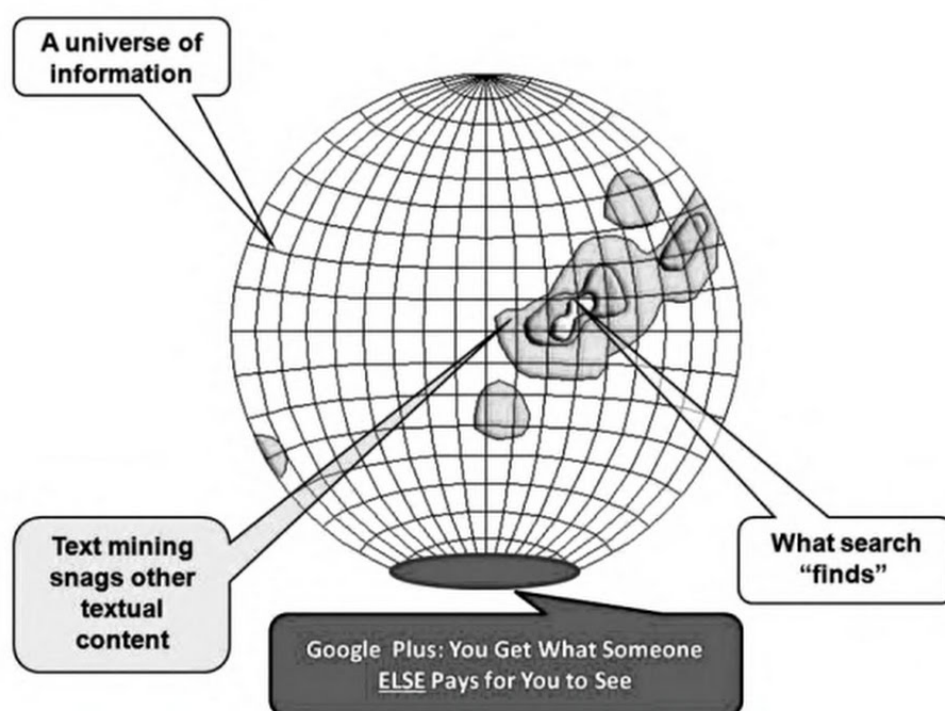 A universe of
information
Text mining
snags other
textual
content
What search
“finds”
Google Plus: You Get What Someone
ELSE Pays for You to See